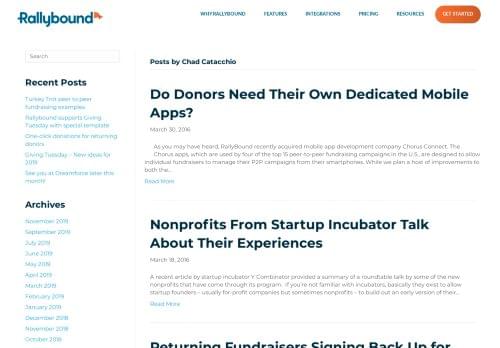 Rallybound
WHY RALLYBOUND
FEATURES
INTEGRATIONS
PRICING
RESOURCES
GET STARTED
Search
Recent Posts
Turkey Trot peer to peer
fundraising examples
Rallybound supports Giving
Tuesday with special template
One-click donations for returning
donors
Giving Tuesday – New ideas for
2019
See you at Dreamforce later this
month!
Archives
November 2019
September 2019
July 2019
June 2019
May 2019
April 2019
March 2019
February 2019
January 2019
December 2018
November 2018
October 2018
Posts by Chad Catacchio
Do Donors Need Their Own Dedicated Mobile
Apps?
March 30, 2016
As you may have heard, RallyBound recently acquired mobile app development company Chorus Connect. The
Chorus apps, which are used by four of the top 15 peer-to-peer fundraising campaigns in the U.S., are designed to allow
individual fundraisers to manage their P2P campaigns from their smartphones. While we plan a host of improvements to
both the...
Read More
Nonprofits From Startup Incubator Talk
About Their Experiences
March 18, 2016
A recent article by startup incubator Y Combinator provided a summary of a roundtable talk by some of the new
nonprofits that have come through its program. If you're not familiar with incubators, basically they exist to allow
startup founders – usually for-profit companies but sometimes nonprofits – to build out an early version of their...
Read More
Returning Fundraisers Signing Back Up for